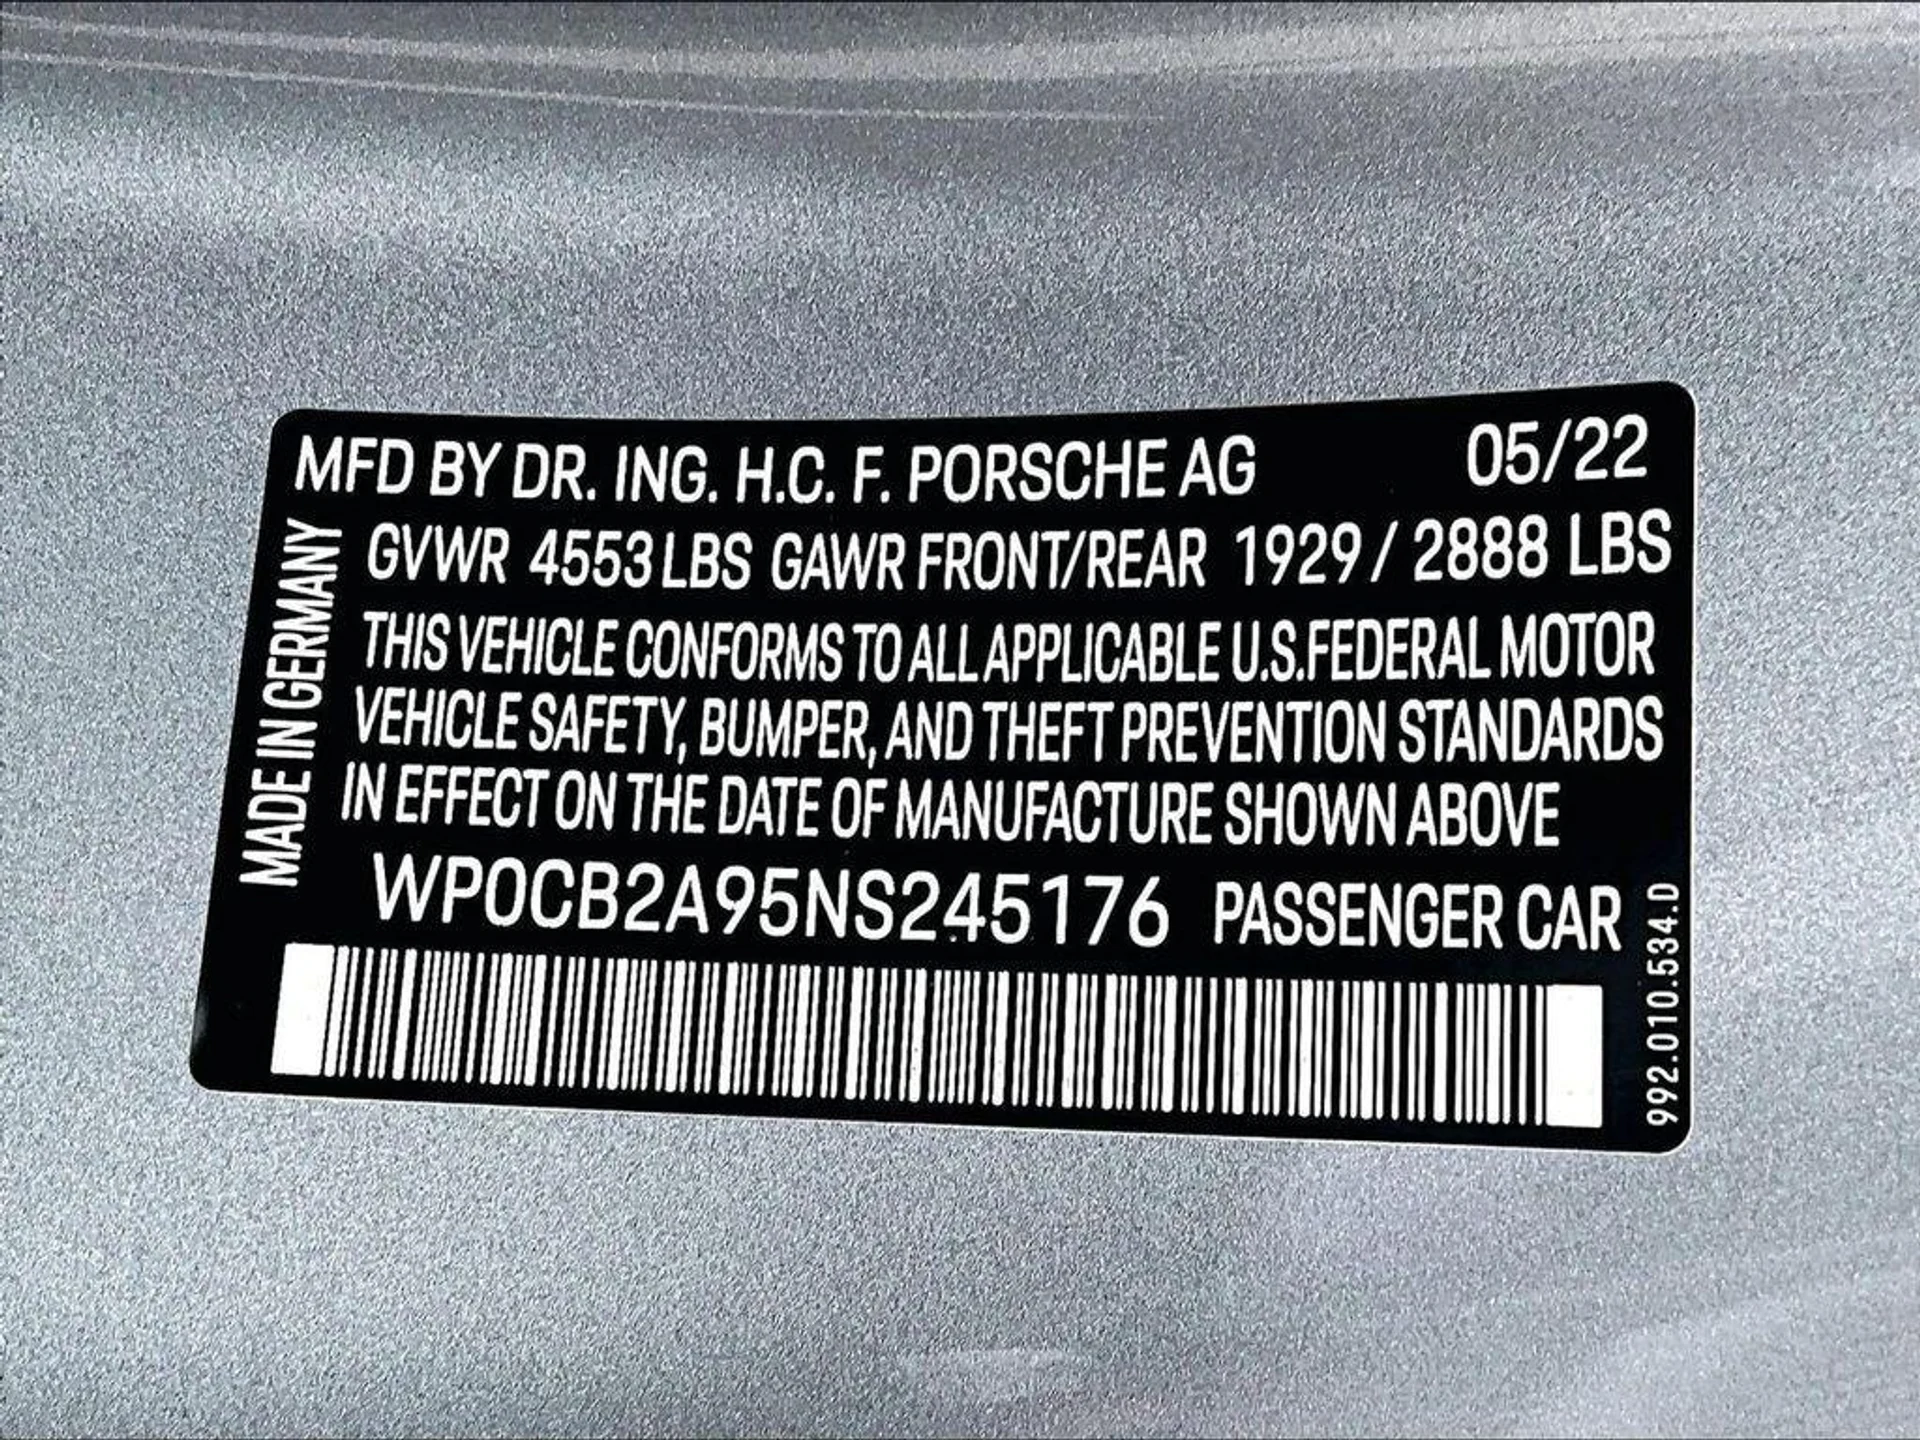 MFD BY DR. ING. H.C. F. PORSCHE AG 05/22
GVWR 4553 LBS GAWR FRONT/REAR 1929 / 2888 LBS
THIS VEHICLE CONFORMS TO ALL APPLICABLE U.S.FEDERAL MOTOR
VEHICLE SAFETY, BUMPER, AND THEFT PREVENTION STANDARDS
IN EFFECT ON THE DATE OF MANUFACTURE SHOWN ABOVE
WP0CB2A95NS245176 PASSENGER CAR
MADE IN GERMANY
992.010.534.D